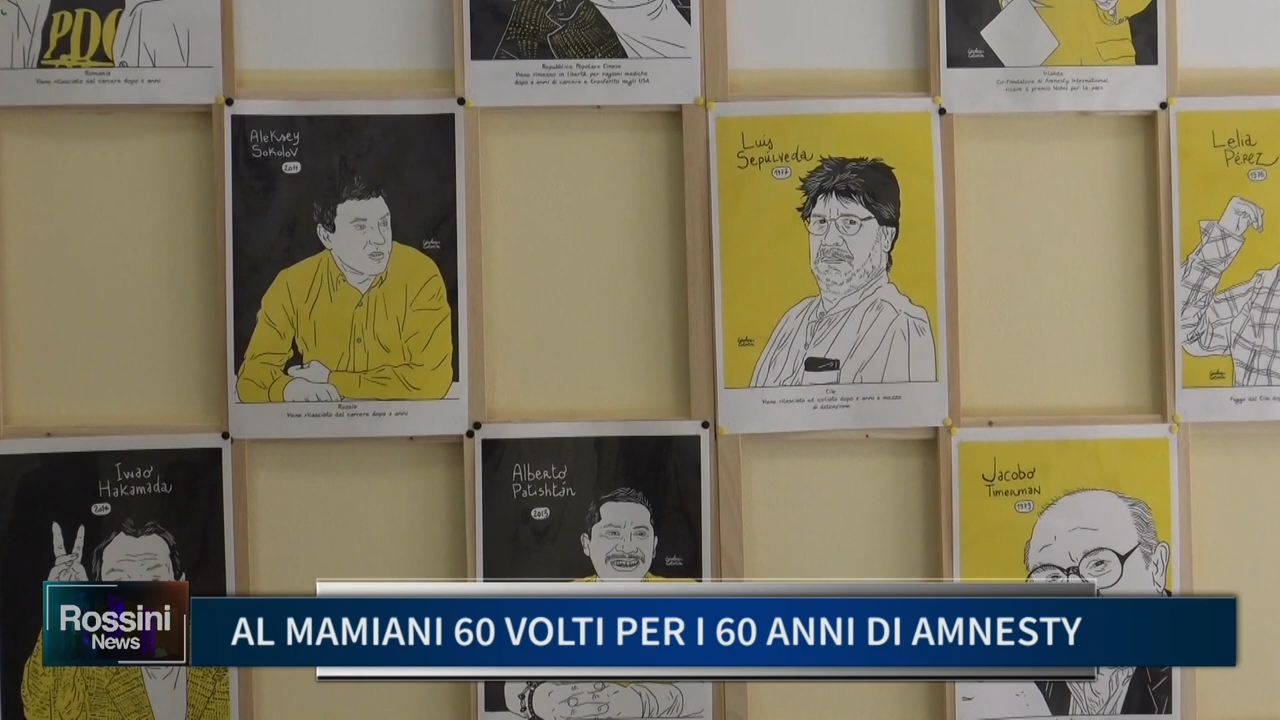 PDC
Romania
Viene rilasciato dal carcere dopo 5 anni
Repubblica Popolare Cinese
Viene rimesso in libertà per ragioni mediche
dopo 8 anni di carcere e trasferito negli USA
Irlanda
Co-Fondatore di Amnesty International
riceve il premio Nobel per la pace
Aleksey
Sokolov
2011
Russia
Viene rilasciato dal carcere dopo 2 anni
Luis
Sepúlveda
1977
Cile
Viene rilasciato ed esiliato dopo 2 anni e mezzo
di detenzione
Lelia
Pérez
1976
Fugge dal Cile
Iwao
Hakamada
2014
Alberto
Patishtán
2013
Jacobo
Timerman
1979
Rossini
News
AL MAMIANI 60 VOLTI PER I 60 ANNI DI AMNESTY